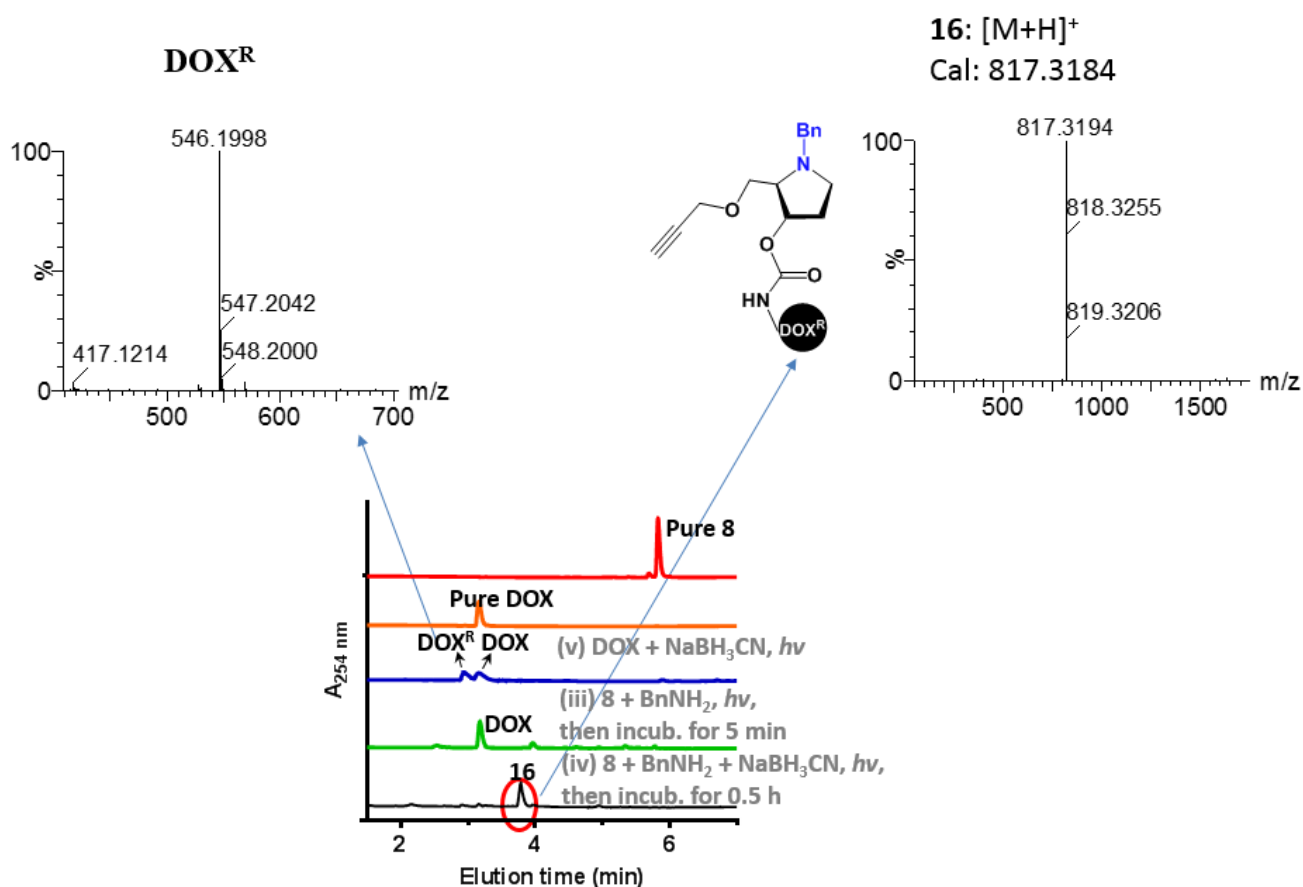 DOXᴿ
16: [M+H]⁺
Cal: 817.3184
100
546.1998
%
547.2042
548.2000
417.1214
0
500
600
700
m/z
Bn
N
O
O
O
HN
DOXᴿ
100
817.3194
818.3255
%
819.3206
0
500
1000
1500
m/z
Pure 8
Pure DOX
(v) DOX + NaBH₃CN, hv
DOXᴿ DOX
(iii) 8 + BnNH₂, hv,
then incub. for 5 min
DOX
(iv) 8 + BnNH₂ + NaBH₃CN, hv,
then incub. for 0.5 h
16
A₂₅₄ nm
2
4
6
Elution time (min)